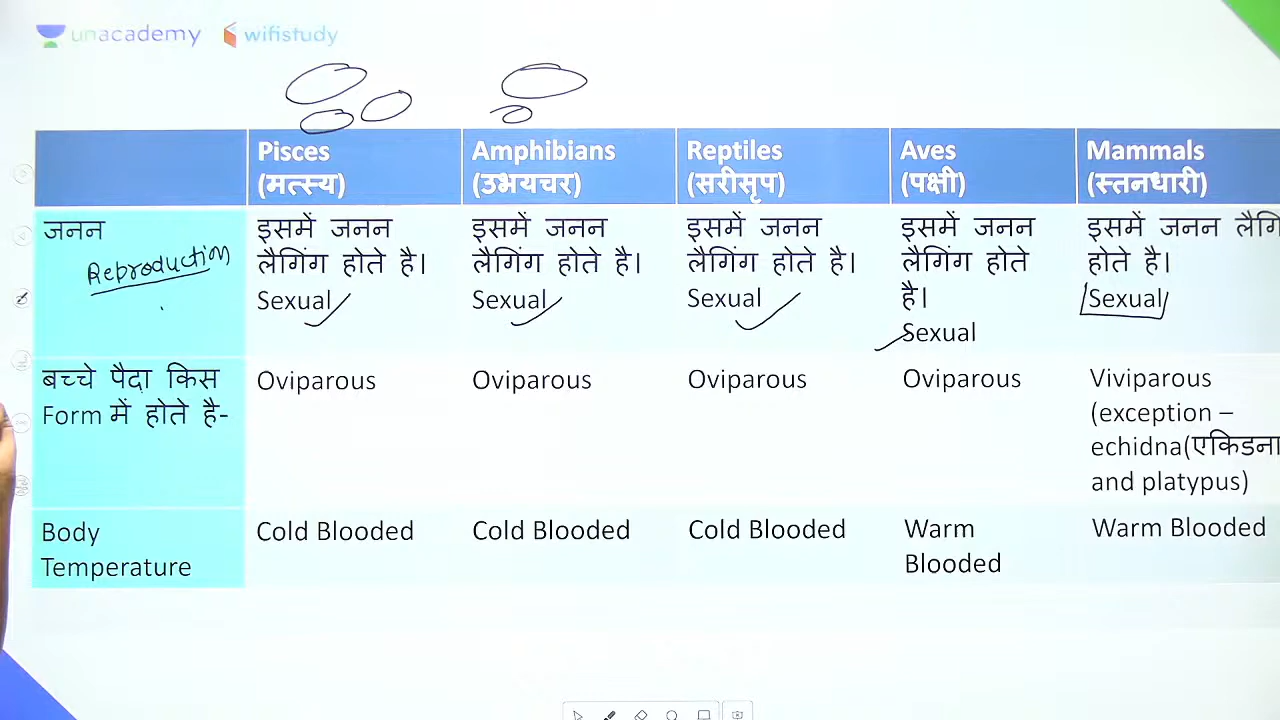 unacademy wifistudy
Pisces
(मत्स्य)
Amphibians
(उभयचर)
Reptiles
(सरीसृप)
Aves
(पक्षी)
Mammals
(स्तनधारी)
जनन
Reproduction
इसमें जनन
लैगिंग होते है।
Sexual
इसमें जनन
लैगिंग होते है।
Sexual
इसमें जनन
लैगिंग होते है।
Sexual
इसमें जनन
लैगिंग होते
है।
Sexual
इसमें जनन लैगि
होते है।
Sexual
बच्चे पैदा किस
Form में होते है-
Oviparous
Oviparous
Oviparous
Oviparous
Viviparous
(exception –
echidna(एकिडना
and platypus)
Body
Temperature
Cold Blooded
Cold Blooded
Cold Blooded
Warm
Blooded
Warm Blooded